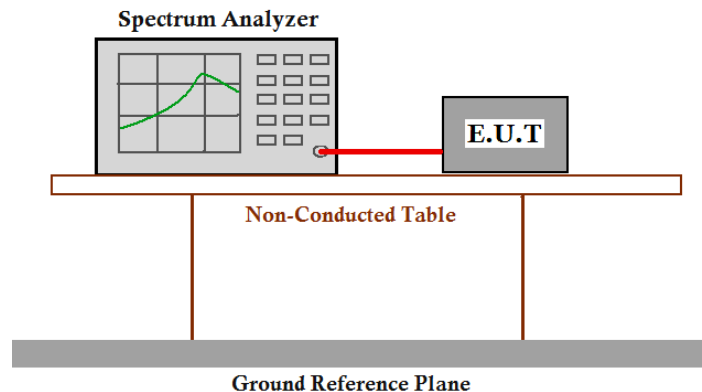 Spectrum Analyzer
E.U.T
Non-Conducted Table
Ground Reference Plane